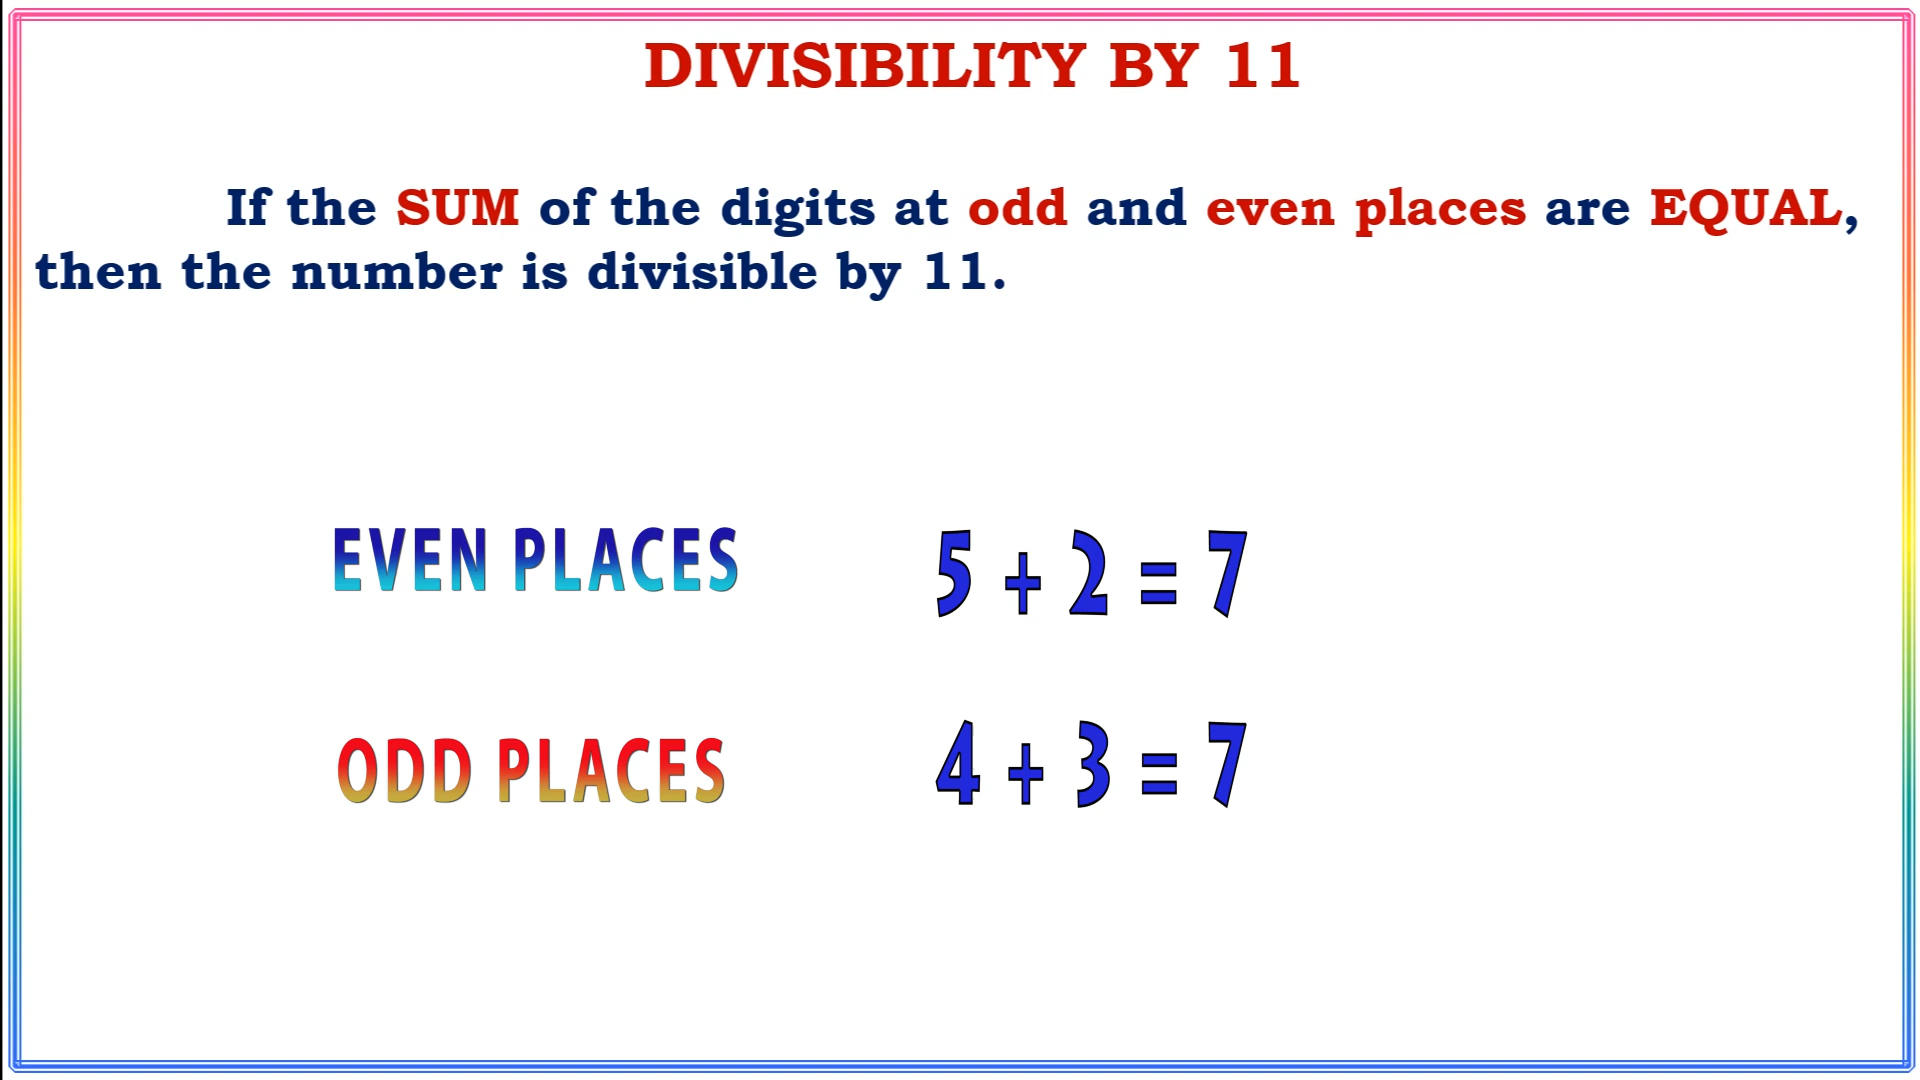 DIVISIBILITY BY 11
If the SUM of the digits at odd and even places are EQUAL,
then the number is divisible by 11.
EVEN PLACES 5 + 2 = 7
ODD PLACES 4 + 3 = 7